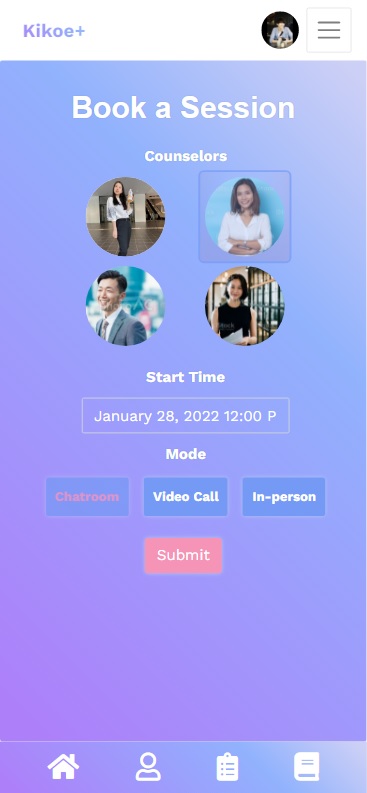 Kikoe+
Book a Session
Counselors
Start Time
January 28, 2022 12:00 P
Mode
Chatroom Video Call In-person
Submit